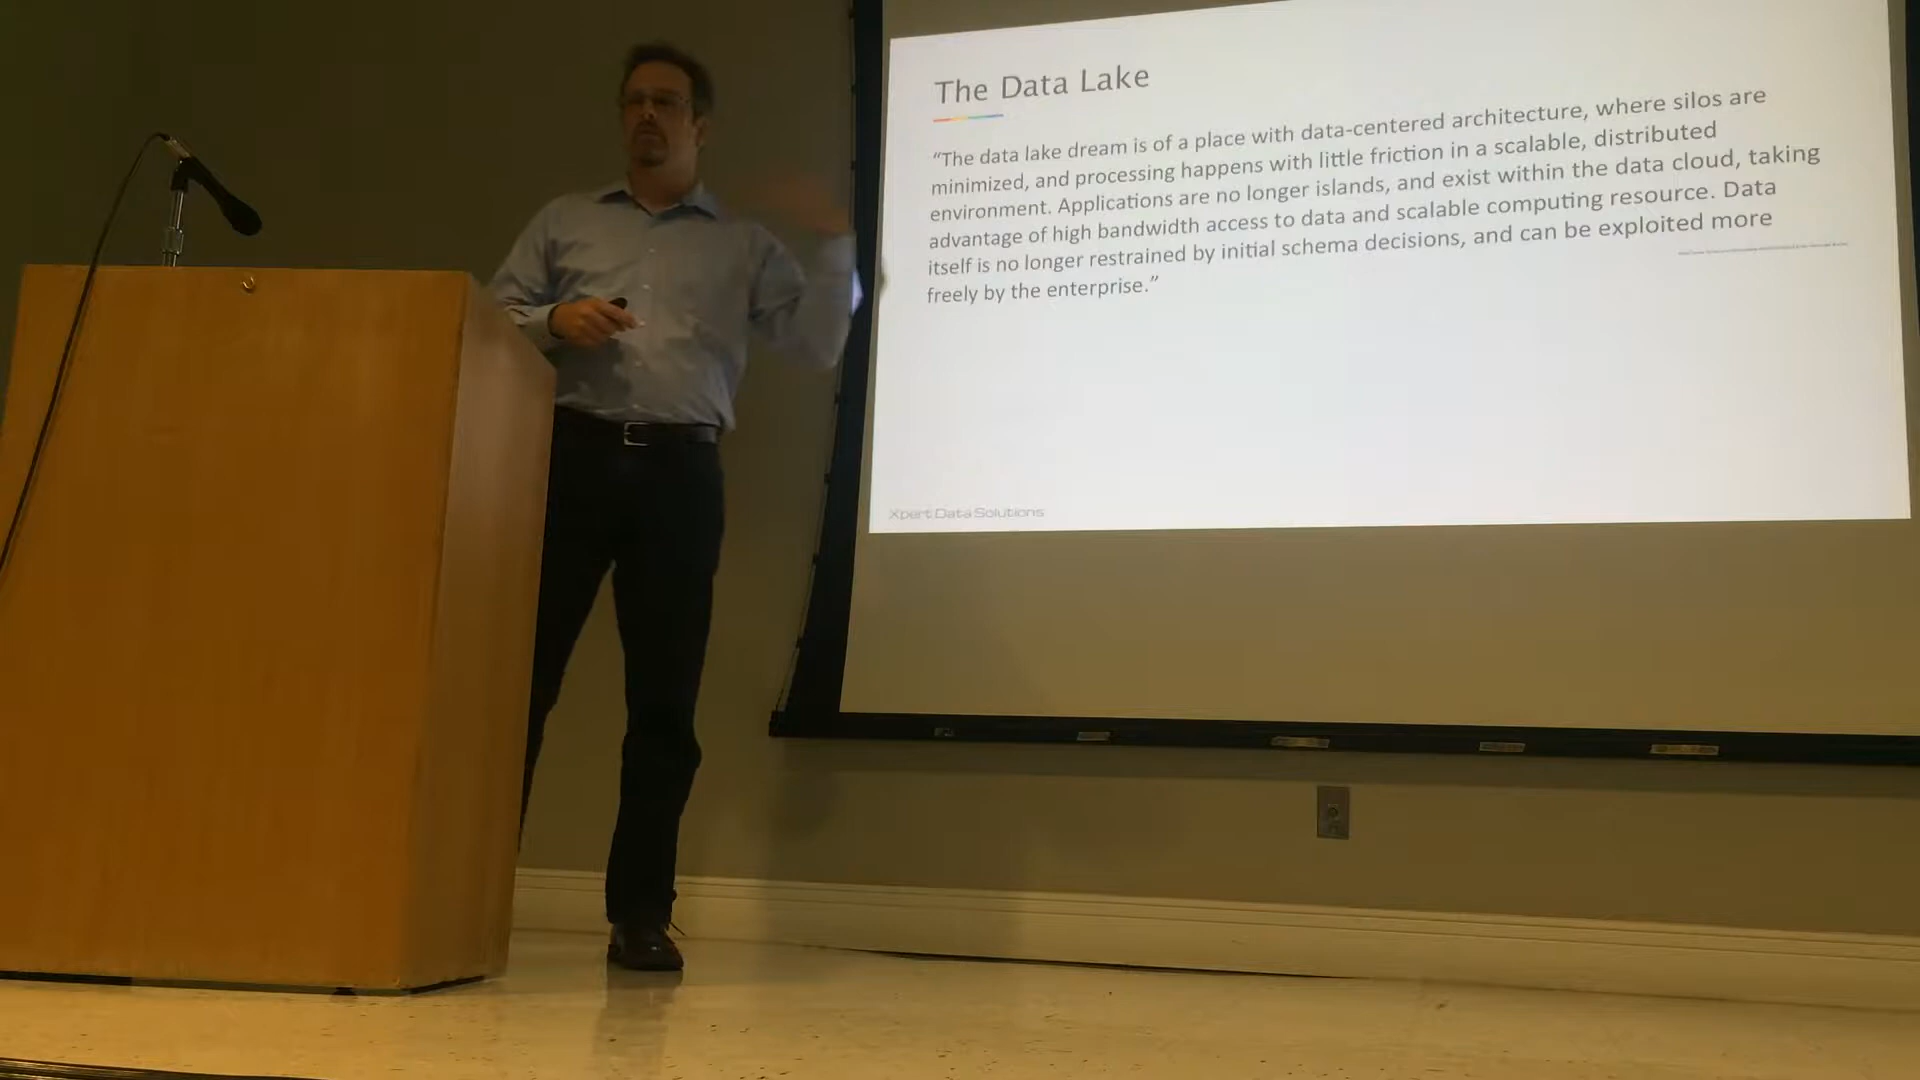 The Data Lake
“The data lake dream is of a place with data-centered architecture, where silos are
minimized, and processing happens with little friction in a scalable, distributed
environment. Applications are no longer islands, and exist within the data cloud, taking
advantage of high bandwidth access to data and scalable computing resource. Data
itself is no longer restrained by initial schema decisions, and can be exploited more
freely by the enterprise.”
Xpert Data Solutions